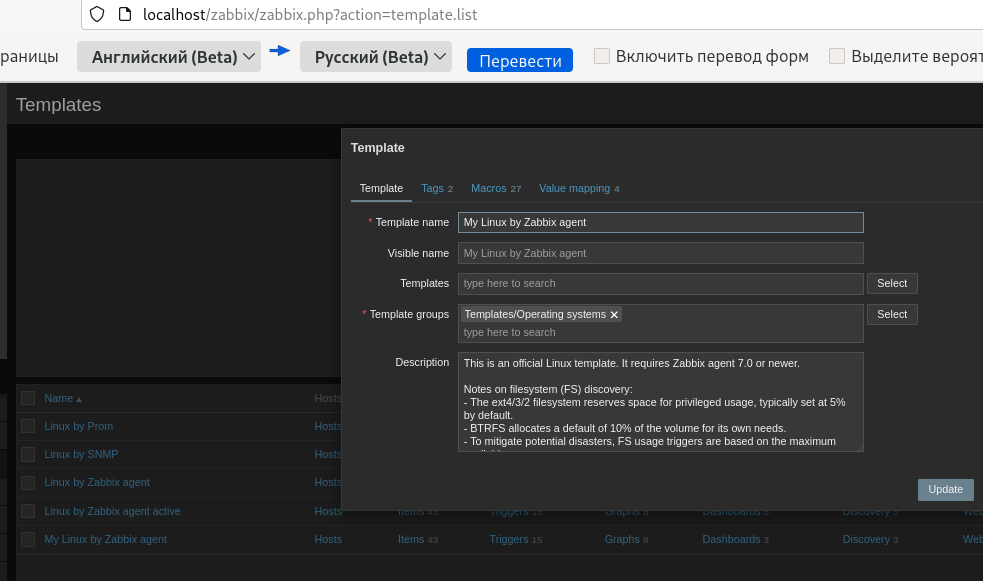 localhost/zabbix/zabbix.php?action=template.list
раницы Английский (Beta) Русский (Beta) Перевести Включить перевод форм Выделите вероят
Templates
Template
Template Tags 2 Macros 27 Value mapping 4
* Template name My Linux by Zabbix agent
Visible name My Linux by Zabbix agent
Templates type here to search Select
* Template groups Templates/Operating systems Select
type here to search
Description This is an official Linux template. It requires Zabbix agent 7.0 or newer.
Notes on filesystem (FS) discovery:
- The ext4/3/2 filesystem reserves space for privileged usage, typically set at 5%
by default.
- BTRFS allocates a default of 10% of the volume for its own needs.
- To mitigate potential disasters, FS usage triggers are based on the maximum
Update
Name Hosts
Linux by Prom Hosts
Linux by SNMP Hosts
Linux by Zabbix agent Hosts
Linux by Zabbix agent active Hosts Items 43 Triggers 15 Graphs 8 Dashboards 3 Discovery 3 Web
My Linux by Zabbix agent Hosts Items 43 Triggers 15 Graphs 8 Dashboards 3 Discovery 3 Web